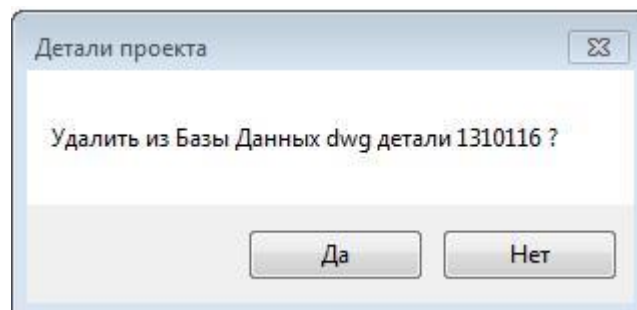 Детали проекта
Удалить из Базы Данных dwg детали 1310116 ?
Да
Нет